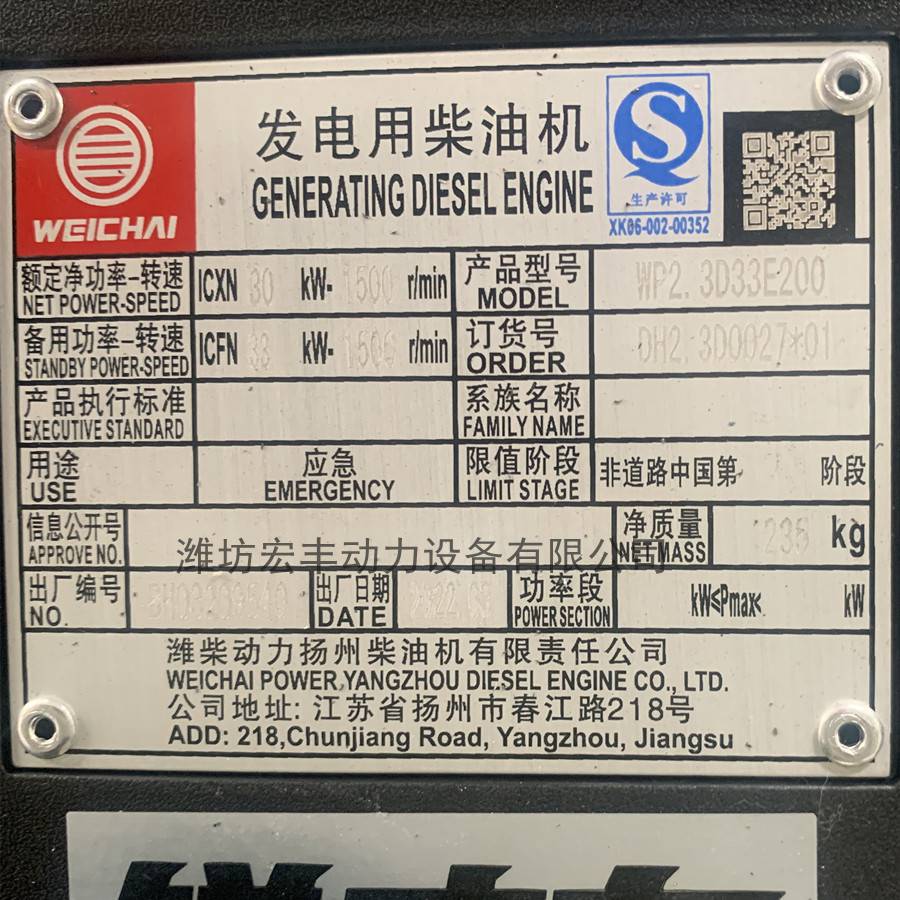 WEICHAI
发电用柴油机
GENERATING DIESEL ENGINE
生产许可
XK06-002-00352
额定净功率-转速 ICXN 30 kW- 1500 r/min 产品型号 WP2.3D33E200
NET POWER-SPEED MODEL
备用功率-转速 ICFN 33 kW- 1500 r/min 订货号 DH2.3D0027*01
STANDBY POWER-SPEED ORDER
产品执行标准 系族名称
EXECUTIVE STANDARD FAMILY NAME
用途 应急 限值阶段 非道路中国第 阶段
USE EMERGENCY LIMIT STAGE
信息公开号 净质量 235 kg
APPROVE NO. NET MASS
潍坊宏丰动力设备有限公司
出厂编号 出厂日期 功率段 kW≤Pmax< kW
NO. DATE POWER SECTION
潍柴动力扬州柴油机有限责任公司
WEICHAI POWER YANGZHOU DIESEL ENGINE CO., LTD.
公司地址: 江苏省扬州市春江路218号
ADD: 218,Chunjiang Road, Yangzhou, Jiangsu